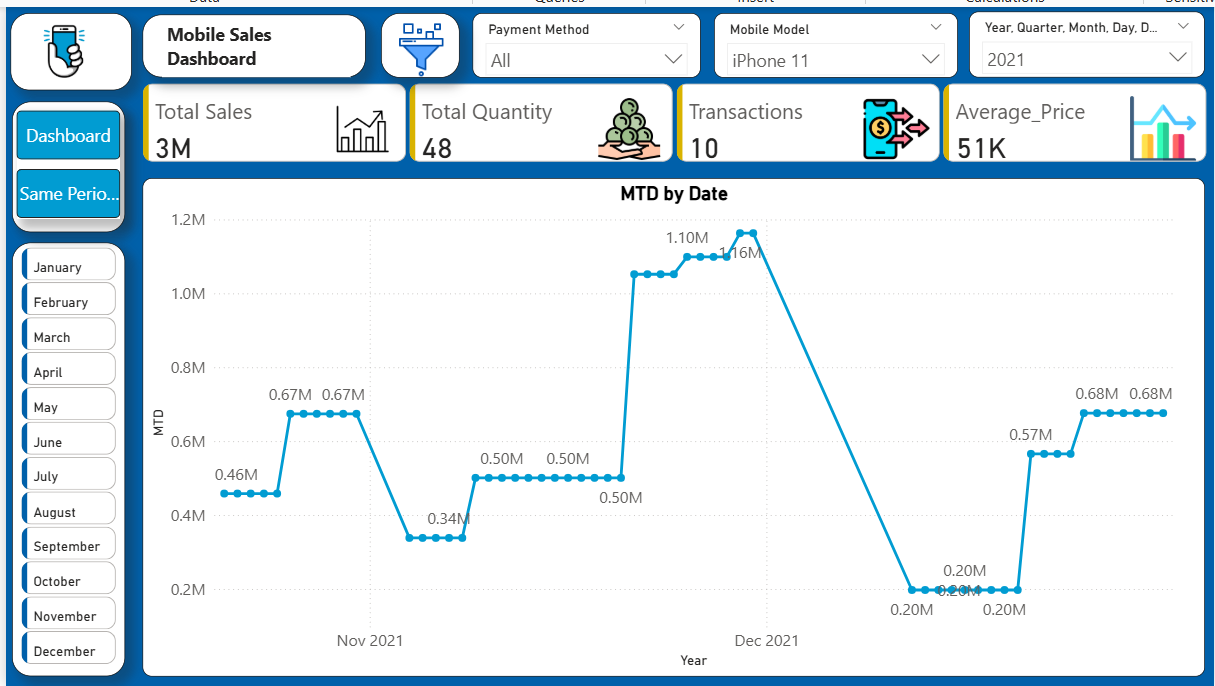 Data
Queries
Insert
Calculations
Mobile Sales
Dashboard
Payment Method
All
Mobile Model
iPhone 11
Year, Quarter, Month, Day, D...
2021
Dashboard
Same Perio...
Total Sales
3M
Total Quantity
48
Transactions
10
Average_Price
51K
January
February
March
April
May
June
July
August
September
October
November
December
MTD by Date
MTD
1.2M
1.0M
0.8M
0.6M
0.4M
0.2M
0.46M
0.67M
0.67M
0.34M
0.50M
0.50M
0.50M
1.10M
1.16M
0.20M
0.20M
0.20M
0.20M
0.57M
0.68M
0.68M
Nov 2021
Dec 2021
Year